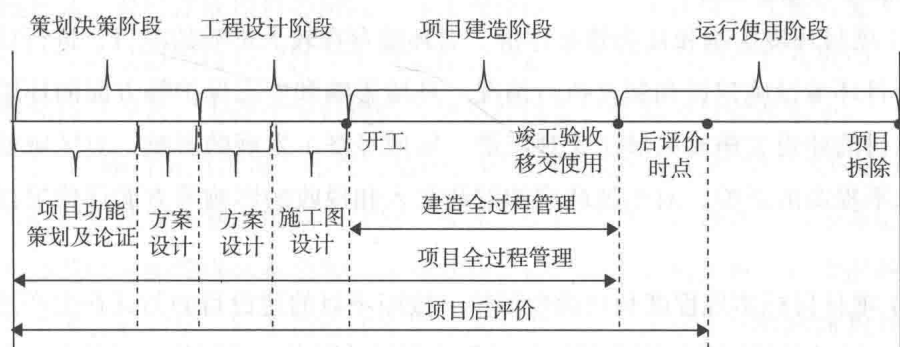 策划决策阶段 工程设计阶段 项目建造阶段 运行使用阶段
开工 竣工验收 后评价 项目
移交使用 时点 拆除
项目功能 方案 方案 施工图
策划及论证 设计 设计 设计
建造全过程管理
项目全过程管理
项目后评价